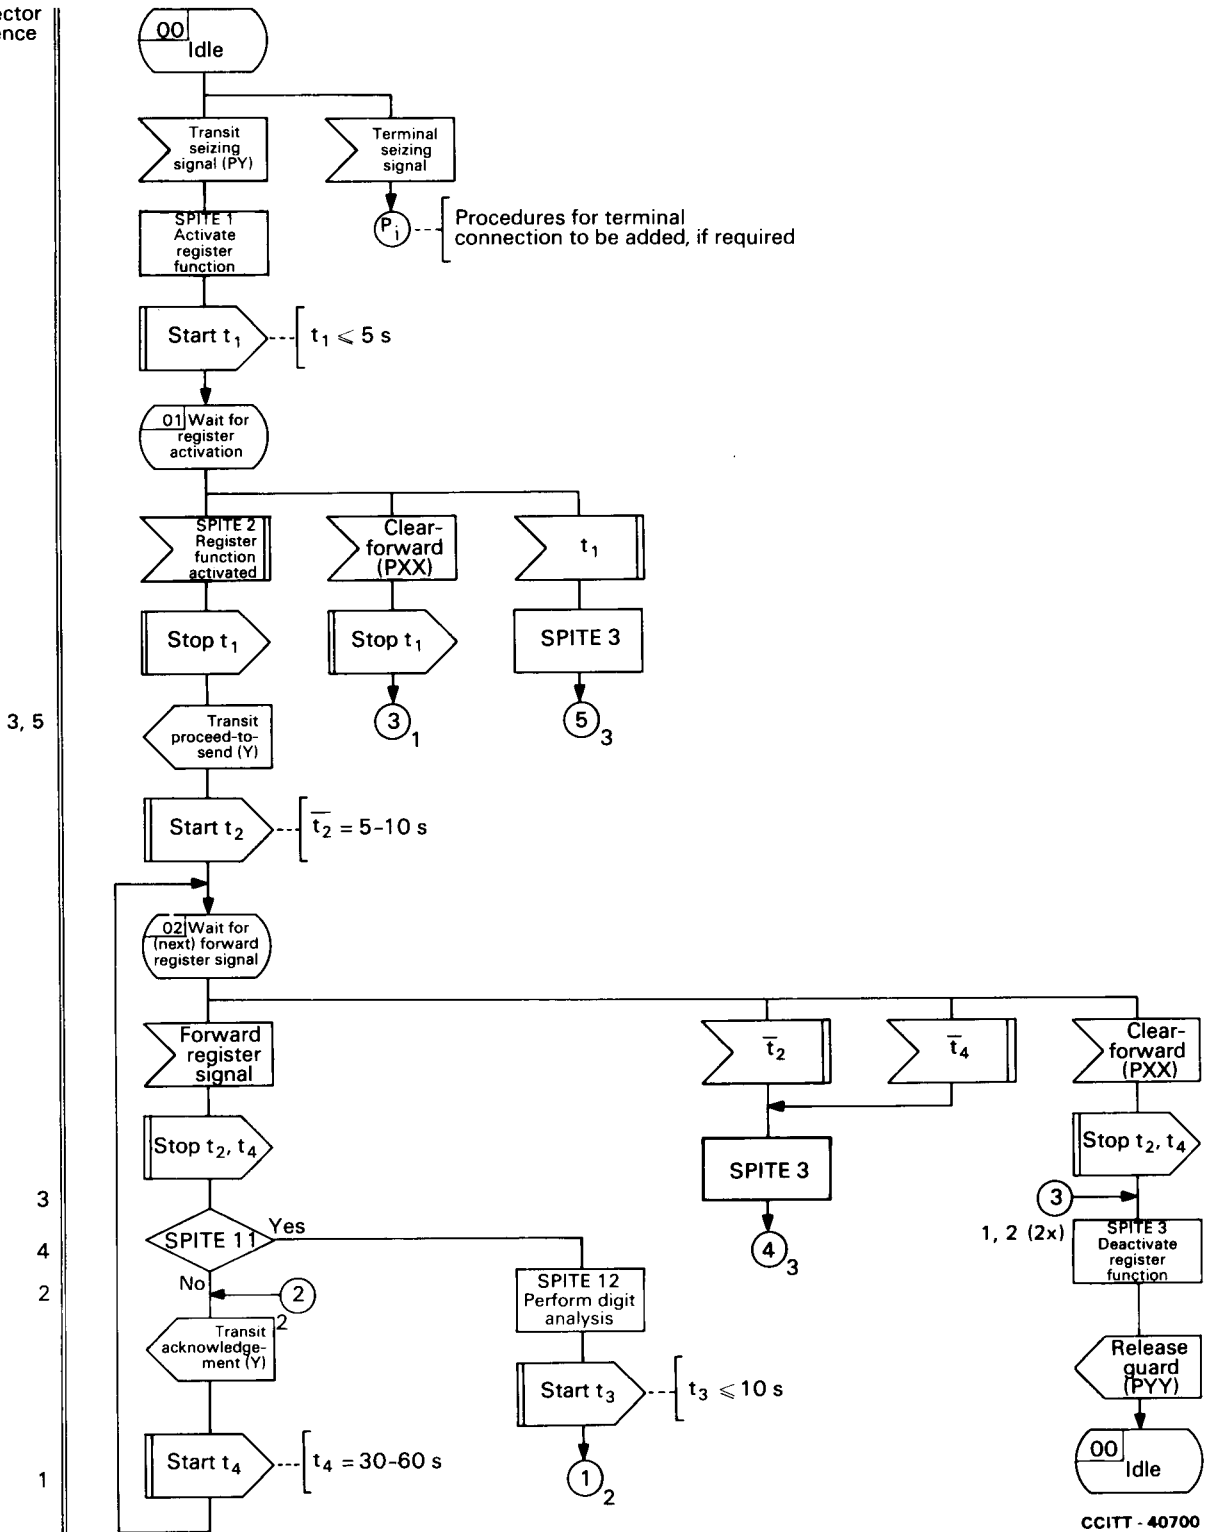 ector
ence
00
Idle
Transit
seizing
signal (PY)
Terminal
seizing
signal
SPITE 1
Activate
register
function
Pi
Procedures for terminal
connection to be added, if required
Start t1
t1 ⩽ 5 s
01 Wait for
register
activation
SPITE 2
Register
function
activated
Clear-
forward
(PXX)
t1
Stop t1
Stop t1
SPITE 3
3, 5
Transit
proceed-to-
send (Y)
3
1
5
3
Start t2
t̅2 = 5-10 s
02 Wait for
(next) forward
register signal
Forward
register
signal
t̅2
t̅4
Clear-
forward
(PXX)
Stop t2, t4
Stop t2, t4
SPITE 3
3
3
1, 2 (2x)
SPITE 3
Deactivate
register
function
4
SPITE 11
Yes
No
4
3
2
2
2
SPITE 12
Perform digit
analysis
Transit
acknowledge-
ment (Y)
Release
guard
(PYY)
Start t3
t3 ⩽ 10 s
Start t4
t4 = 30-60 s
1
1
2
00
Idle
CCITT - 40700